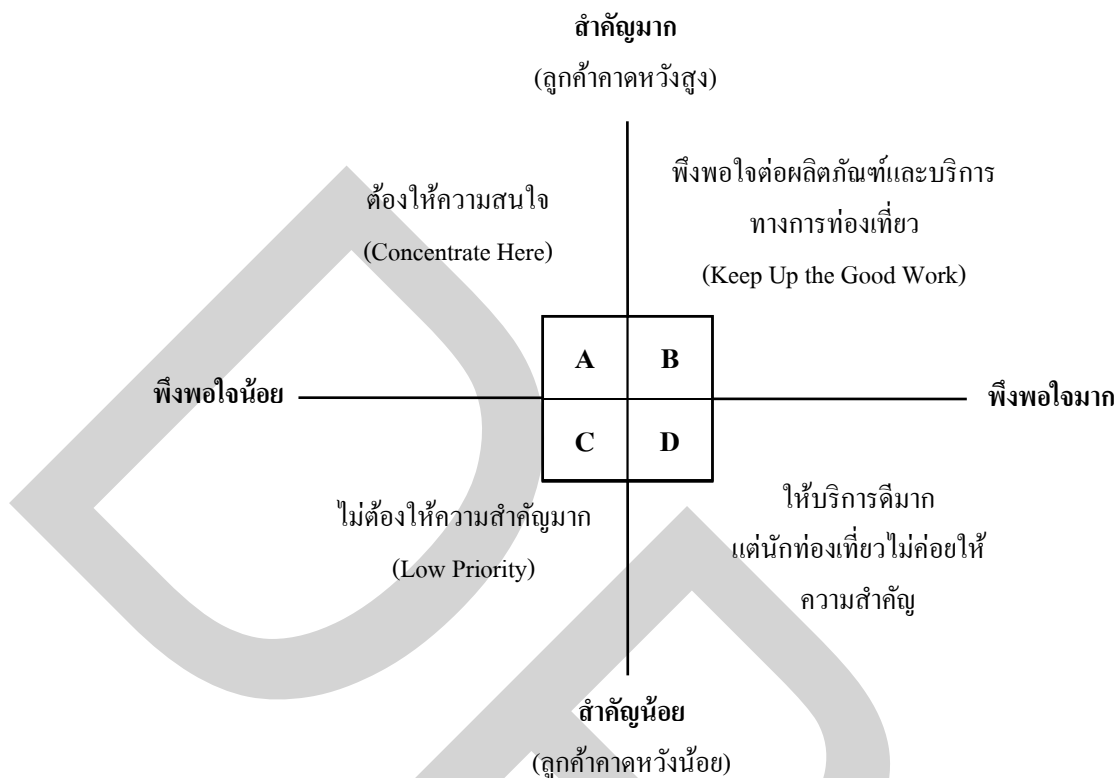 สำคัญมาก
(ลูกค้าคาดหวังสูง)
ต้องให้ความสนใจ
(Concentrate Here)
พึงพอใจต่อผลิตภัณฑ์และบริการ
ทางการท่องเที่ยว
(Keep Up the Good Work)
A B
พึงพอใจน้อย พึงพอใจมาก
C D
ไม่ต้องให้ความสำคัญมาก
(Low Priority)
ให้บริการดีมาก
แต่นักท่องเที่ยวไม่ค่อยให้
ความสำคัญ
สำคัญน้อย
(ลูกค้าคาดหวังน้อย)